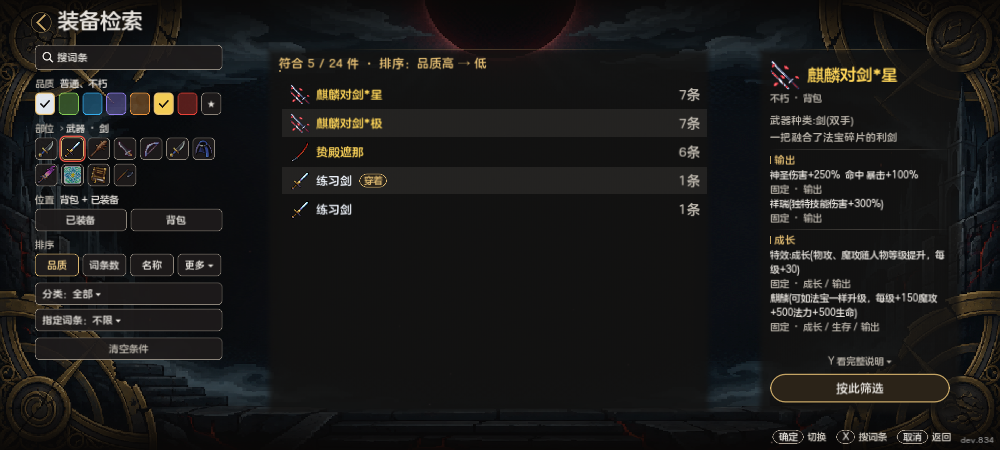 装备检索
搜词条
品质 普通、不朽
部位 ›武器 · 剑
位置 背包 + 已装备
已装备 背包
排序
品质 词条数 名称 更多
分类：全部
指定词条：不限
清空条件
符合 5 / 24 件 · 排序：品质高 → 低
麒麟对剑*星 7条
麒麟对剑*极 7条
贽殿遮那 6条
练习剑 穿着 1条
练习剑 1条
麒麟对剑*星
不朽 · 背包
武器种类:剑(双手)
一把融合了法宝碎片的利剑
输出
神圣伤害+250% 命中 暴击+100%
固定 · 输出
祥瑞(独特技能伤害+300%)
固定 · 输出
成长
特效:成长(物攻、魔攻随人物等级提升，每
级+30)
固定 · 成长 / 输出
麒麟(可如法宝一样升级，每级+150魔攻
+500法力+500生命)
固定 · 成长 / 生存 / 输出
Y 看完整说明
按此筛选
确定 切换 X 搜词条 取消 返回
dev.834